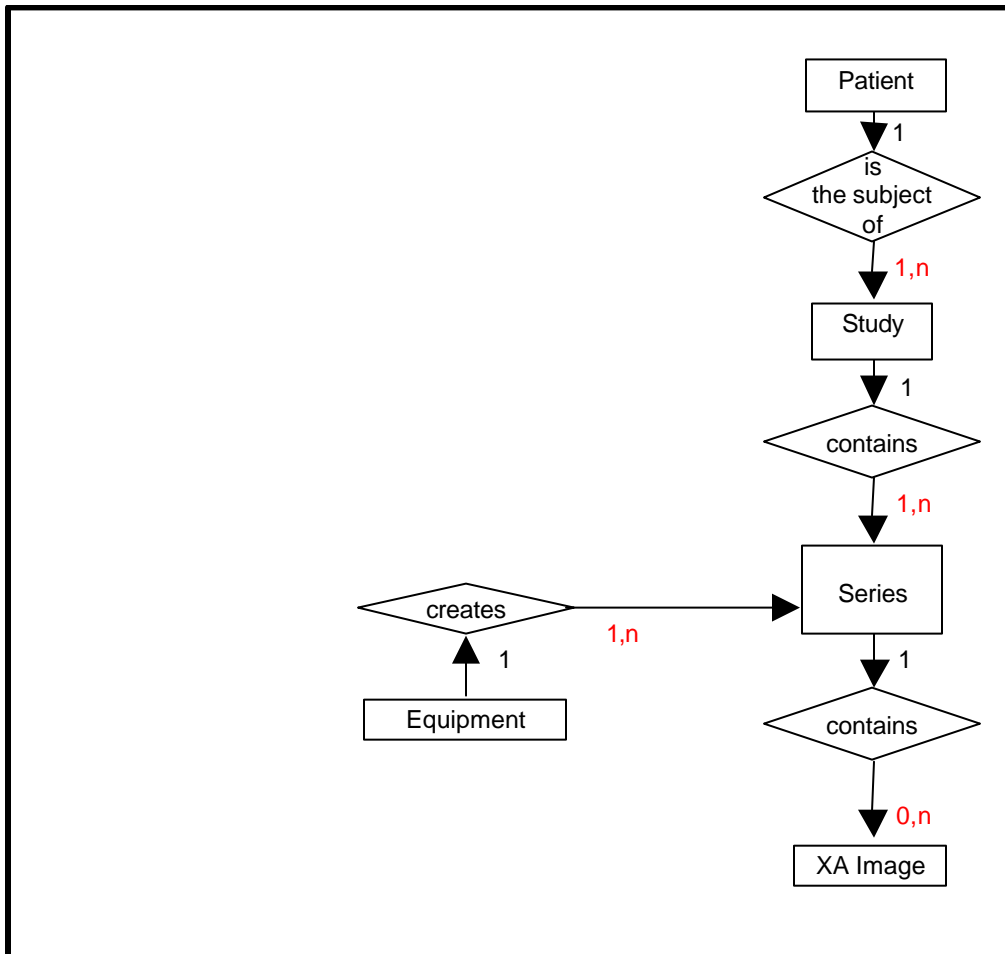 Patient
1
is
the subject
of
1,n
Study
1
contains
1,n
Series
creates
1,n
1
1
Equipment
contains
0,n
XA Image